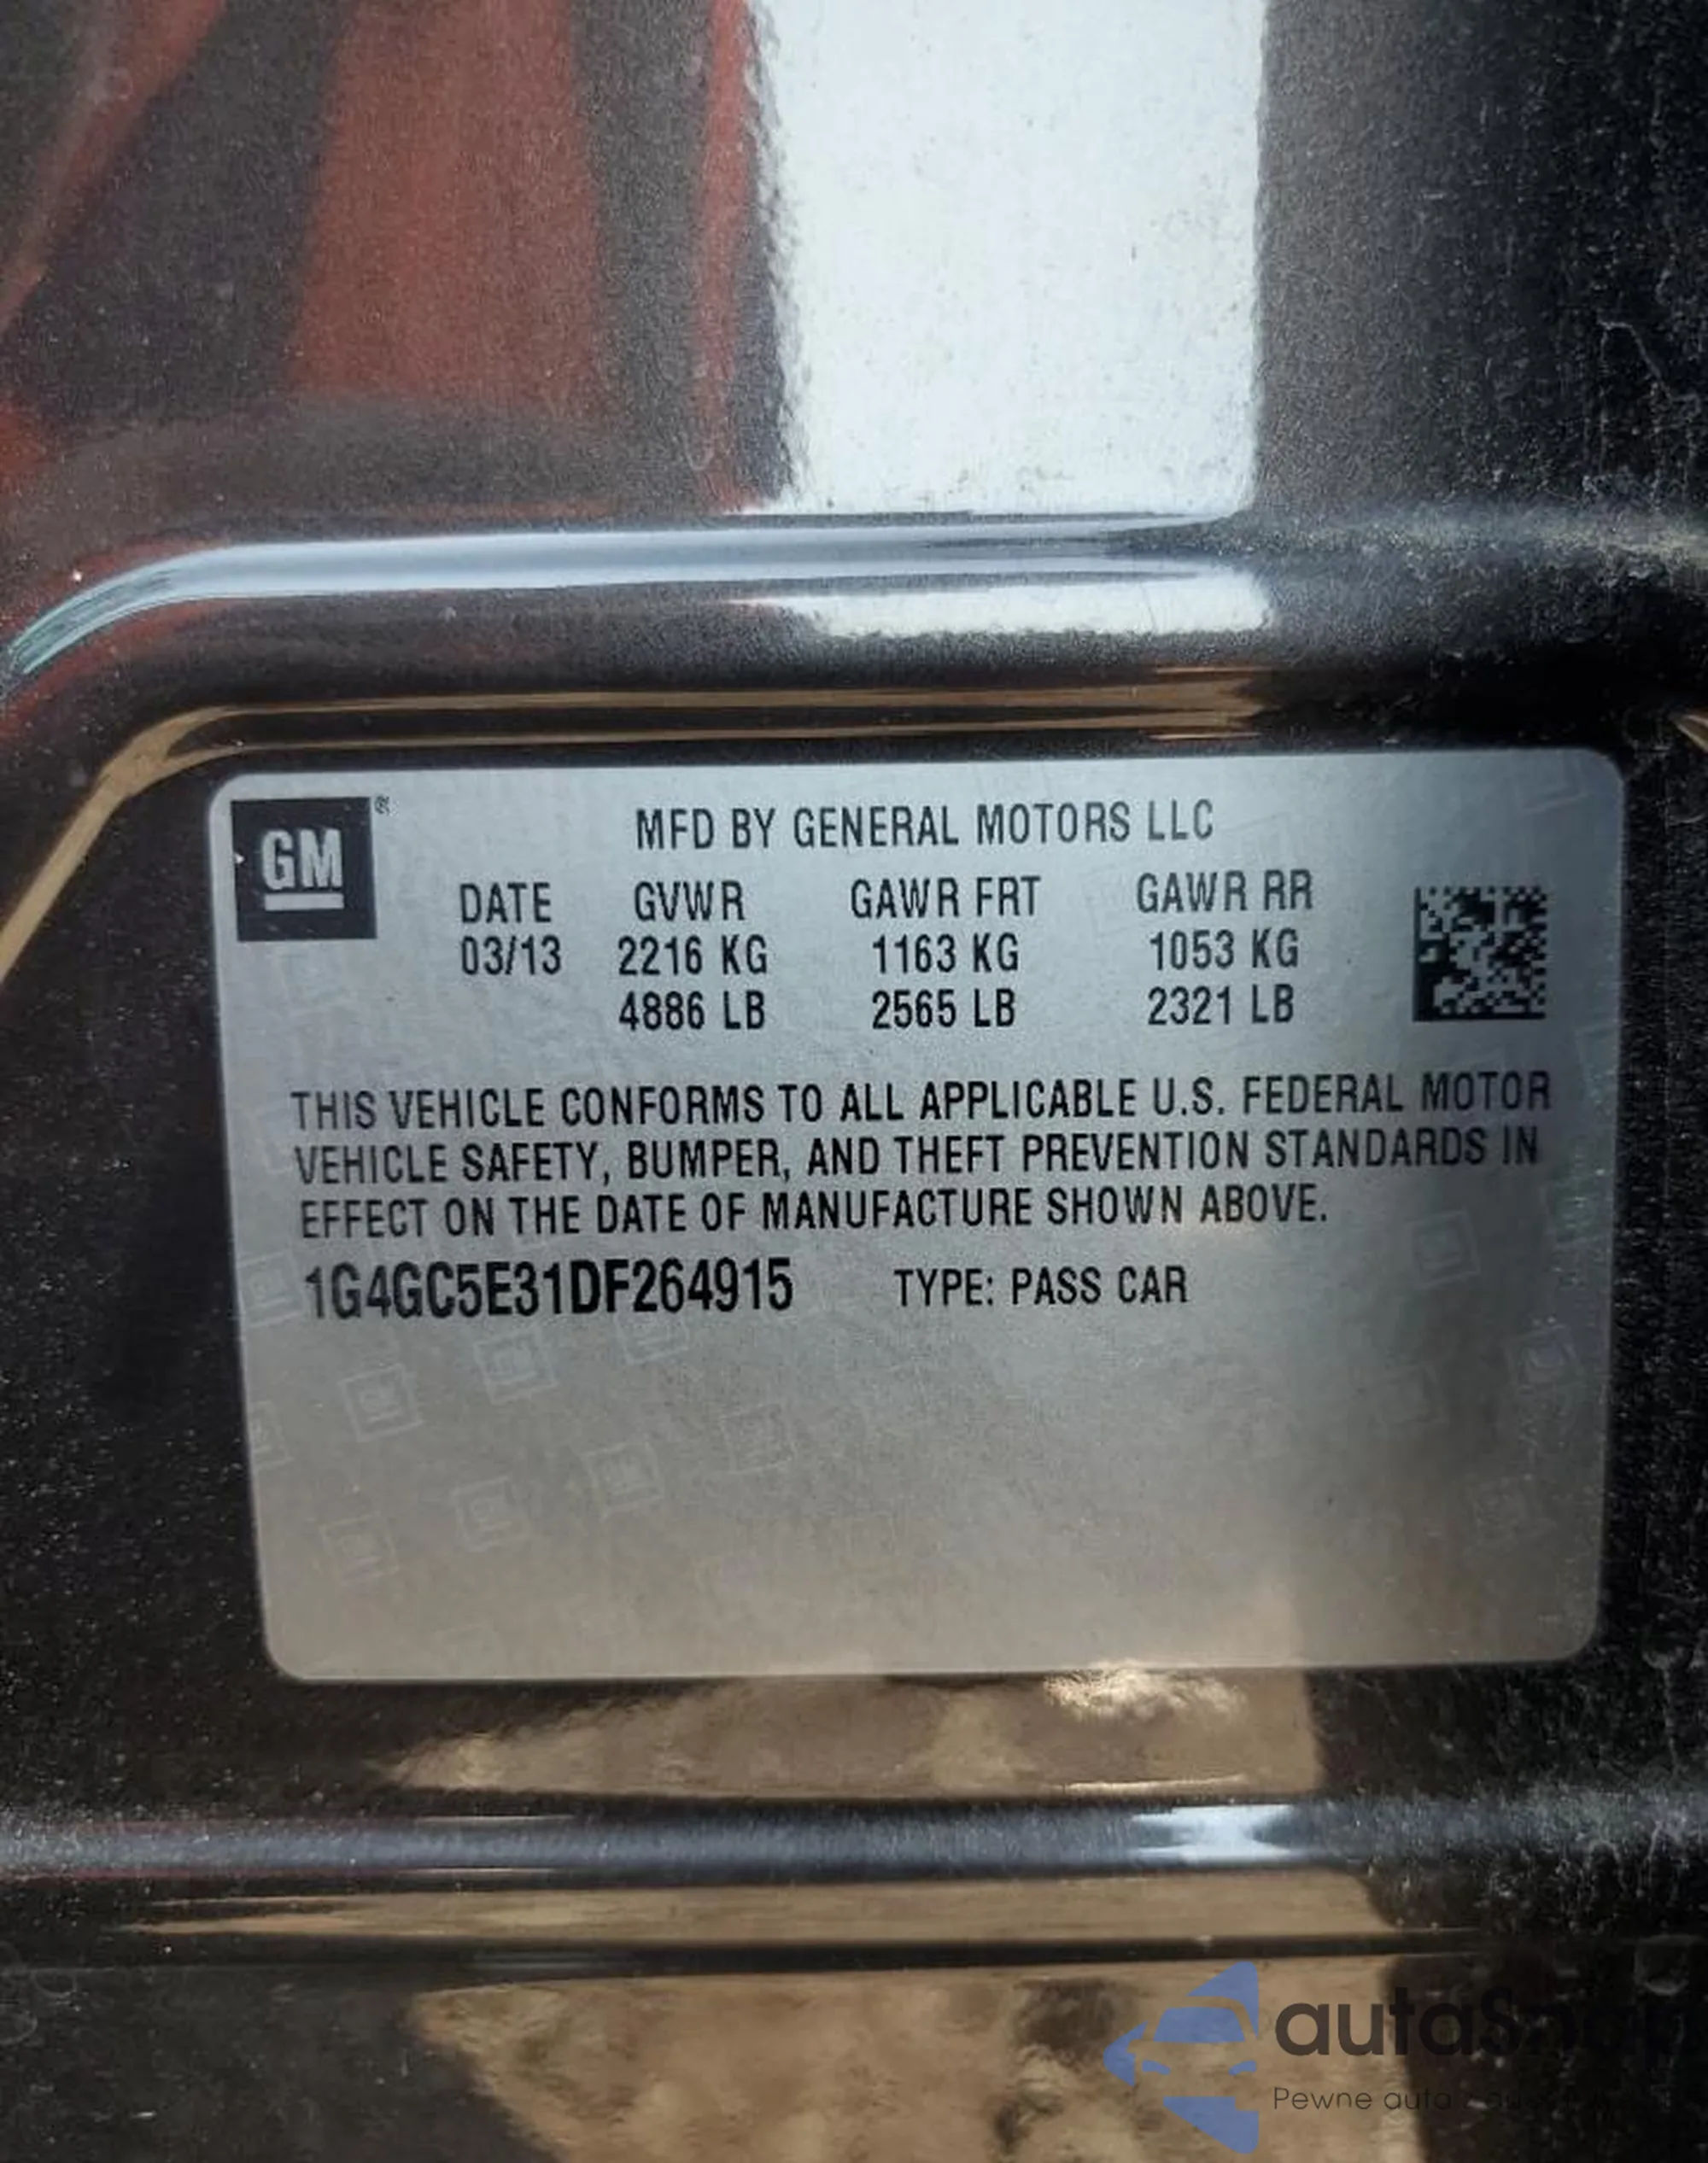 GM
®
MFD BY GENERAL MOTORS LLC
DATE GVWR GAWR FRT GAWR RR
03/13 2216 KG 1163 KG 1053 KG
4886 LB 2565 LB 2321 LB
THIS VEHICLE CONFORMS TO ALL APPLICABLE U.S. FEDERAL MOTOR
VEHICLE SAFETY, BUMPER, AND THEFT PREVENTION STANDARDS IN
EFFECT ON THE DATE OF MANUFACTURE SHOWN ABOVE.
1G4GC5E31DF264915 TYPE: PASS CAR
autaShop
Pewne auta